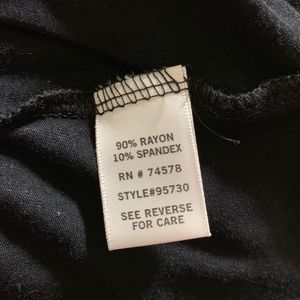 90% RAYON
10% SPANDEX
RN # 74578
STYLE#95730
SEE REVERSE
FOR CARE